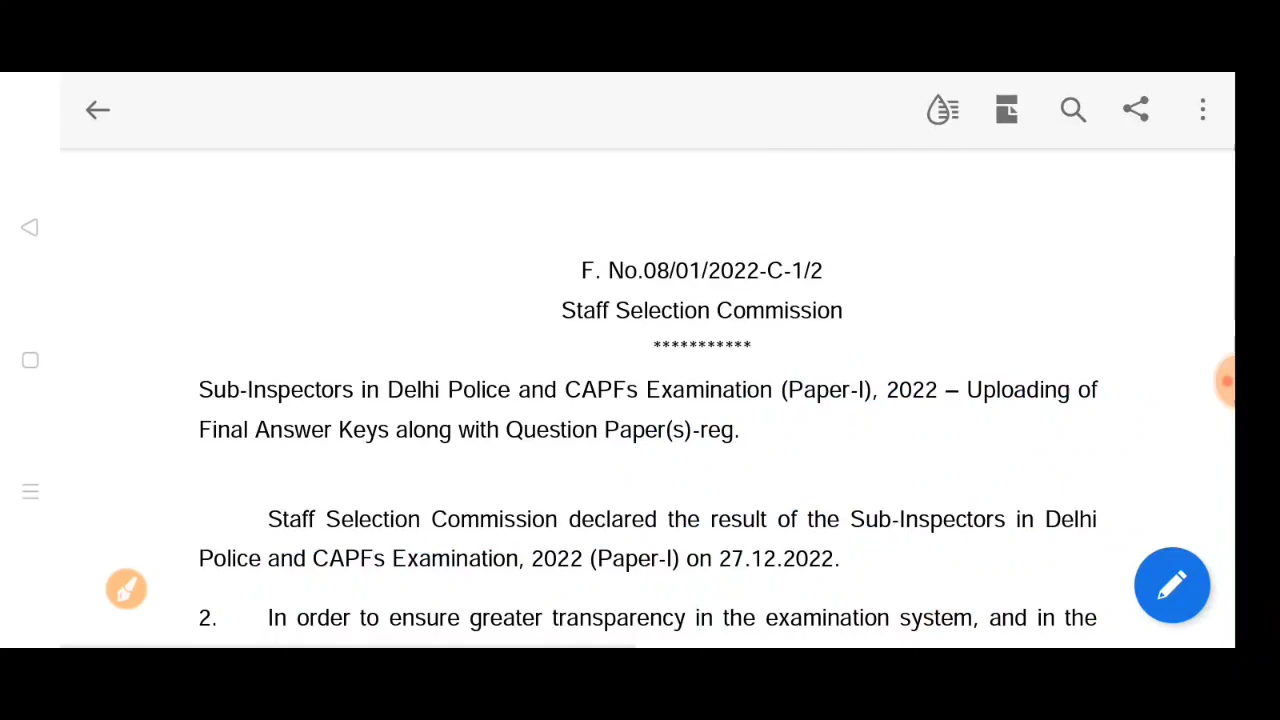 F. No.08/01/2022-C-1/2
Staff Selection Commission
***********
Sub-Inspectors in Delhi Police and CAPFs Examination (Paper-I), 2022 – Uploading of
Final Answer Keys along with Question Paper(s)-reg.
Staff Selection Commission declared the result of the Sub-Inspectors in Delhi
Police and CAPFs Examination, 2022 (Paper-I) on 27.12.2022.
2. In order to ensure greater transparency in the examination system, and in the